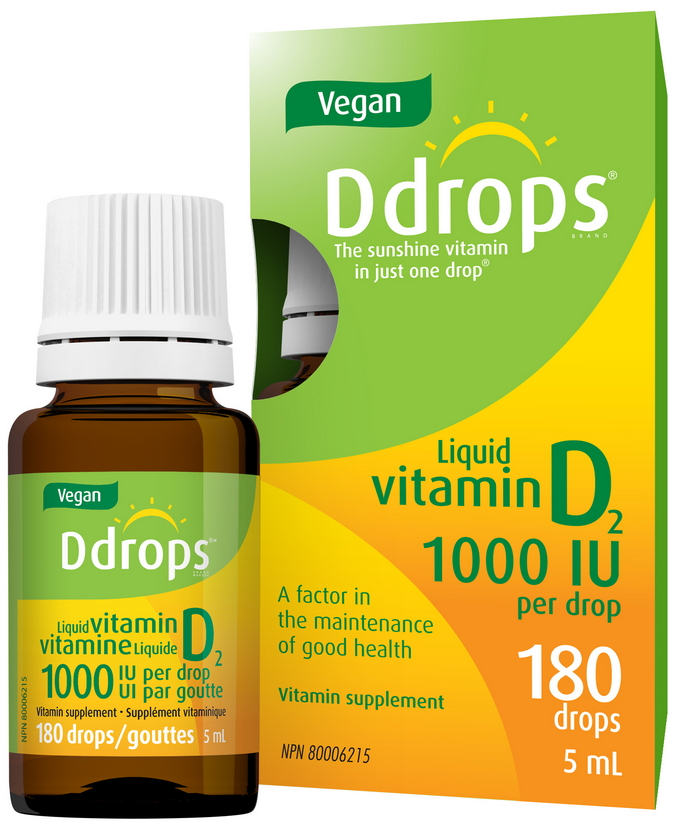 Vegan
Ddrops®
BRAND
The sunshine vitamin
in just one drop®
Liquid
vitamin D2
1000 IU
per drop
A factor in
the maintenance
of good health
Vitamin supplement
180
drops
5 mL
NPN 80006215
Vegan
Ddrops
Liquid vitamin D2
vitamine Liquide
1000 IU per drop
UI par goutte
Vitamin supplement • Supplément vitaminique
180 drops/gouttes 5 mL
NPN 80006215